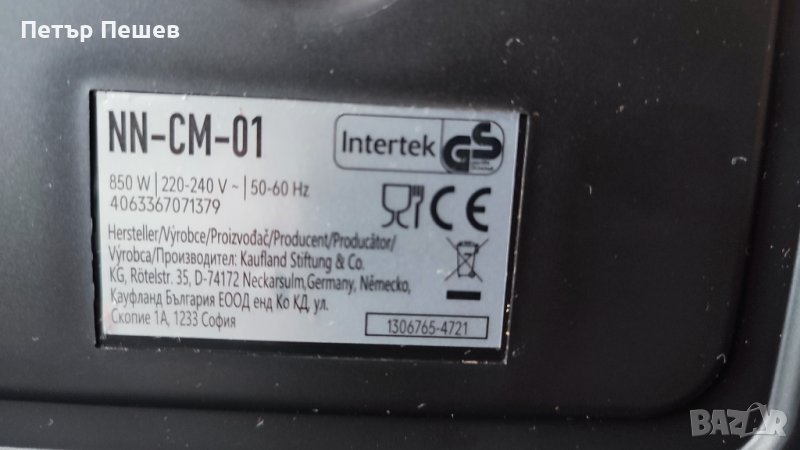 Петър Пешев
NN-CM-01
Intertek GS
850 W | 220-240 V ~ | 50-60 Hz
4063367071379
CE
Hersteller/Výrobce/Proizvođač/Producent/Producător/
Výrobca/Производител: Kaufland Stiftung & Co.
KG, Rötelstr. 35, D-74172 Neckarsulm,Germany, Německo,
Кауфланд България ЕООД енд Ко КД, ул.
Скопие 1А, 1233 София
1306765-4721
BAZAR